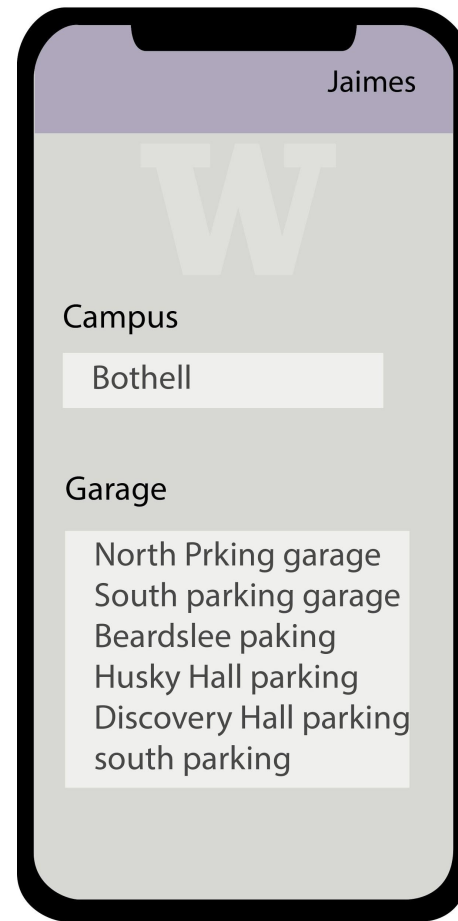 Jaimes
W
Campus
Bothell
Garage
North Prking garage
South parking garage
Beardslee paking
Husky Hall parking
Discovery Hall parking
south parking